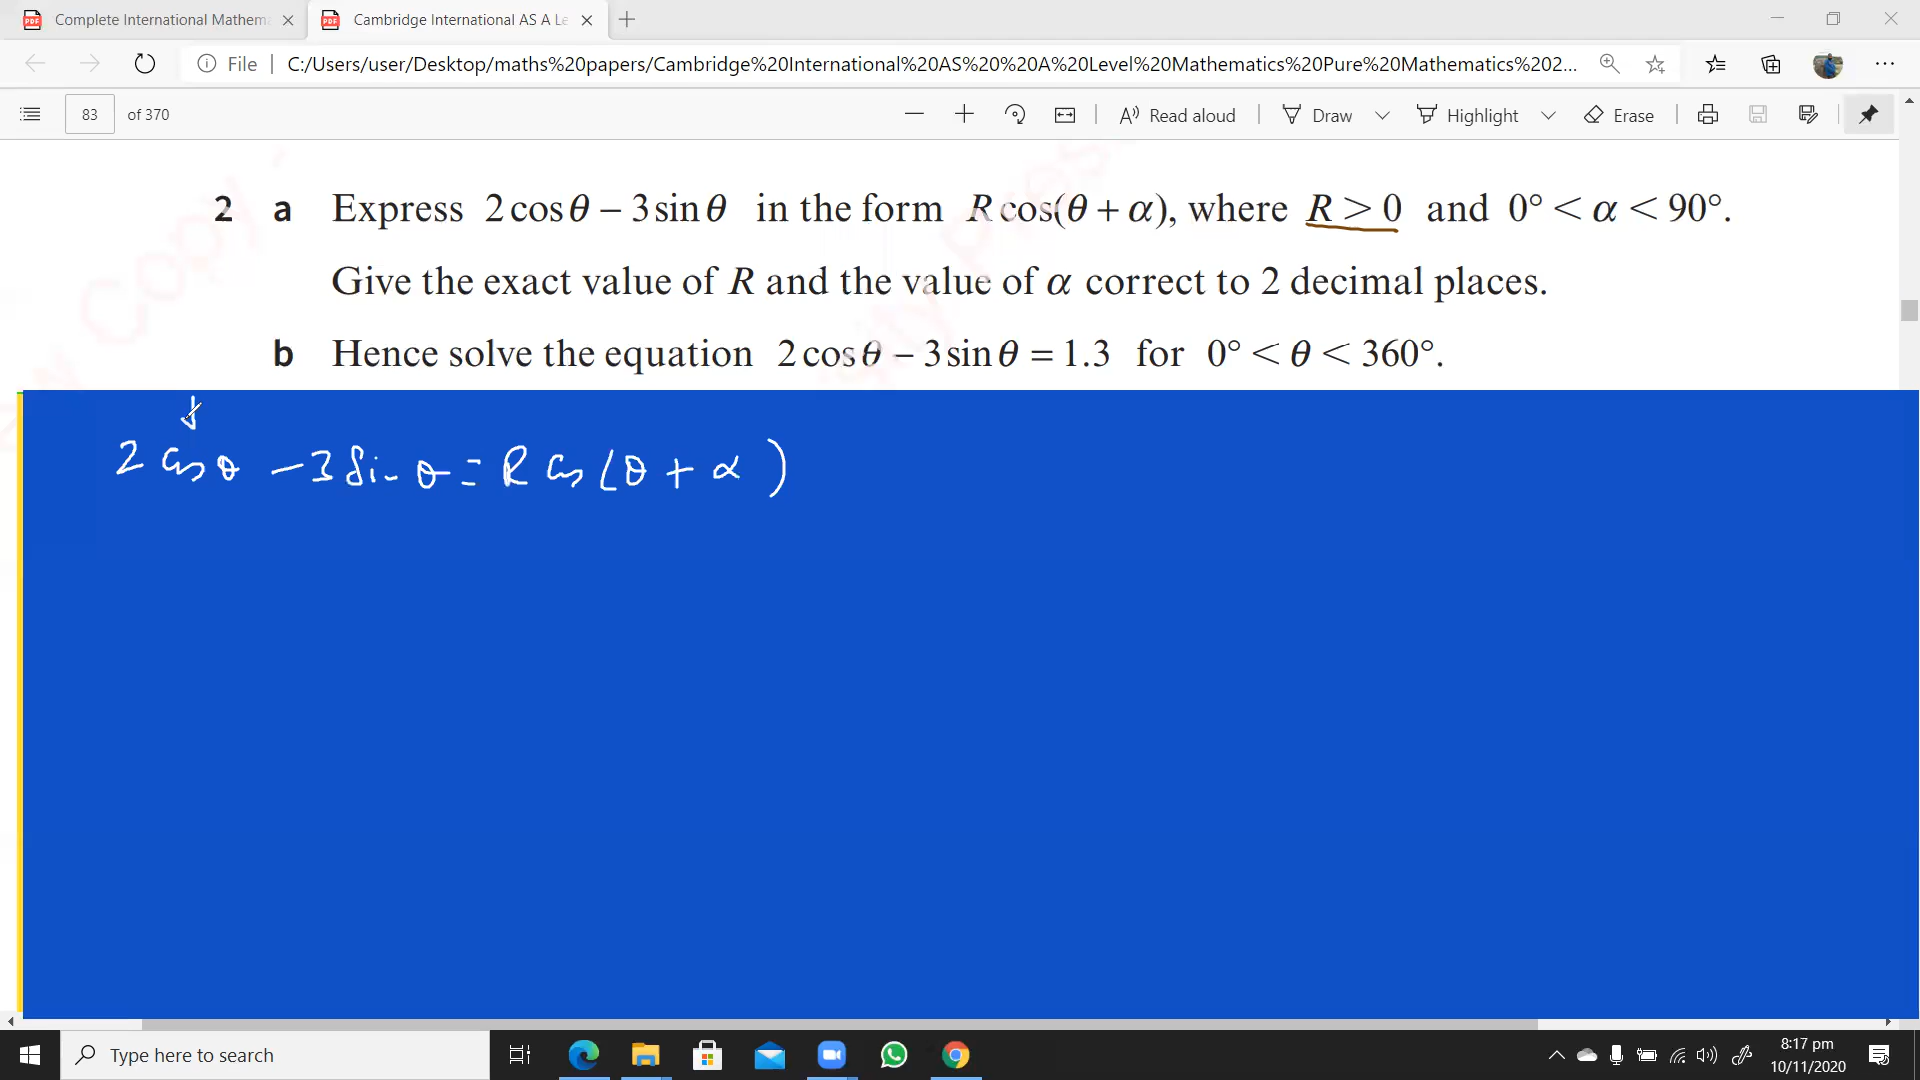 Complete International Mathem
Cambridge International AS A Le
File
C:/Users/user/Desktop/maths%20papers/Cambridge%20International%20AS%20%20A%20Level%20Mathematics%20Pure%20Mathematics%202...
83 of 370
Read aloud
Draw
Highlight
Erase
2 a Express 2 cos θ − 3 sin θ in the form R cos(θ + α), where R > 0 and 0° < α < 90°.
Give the exact value of R and the value of α correct to 2 decimal places.
b Hence solve the equation 2 cos θ − 3 sin θ = 1.3 for 0° < θ < 360°.
2 cos θ − 3 sin θ = R cos (θ + α)
Type here to search
8:17 pm
10/11/2020